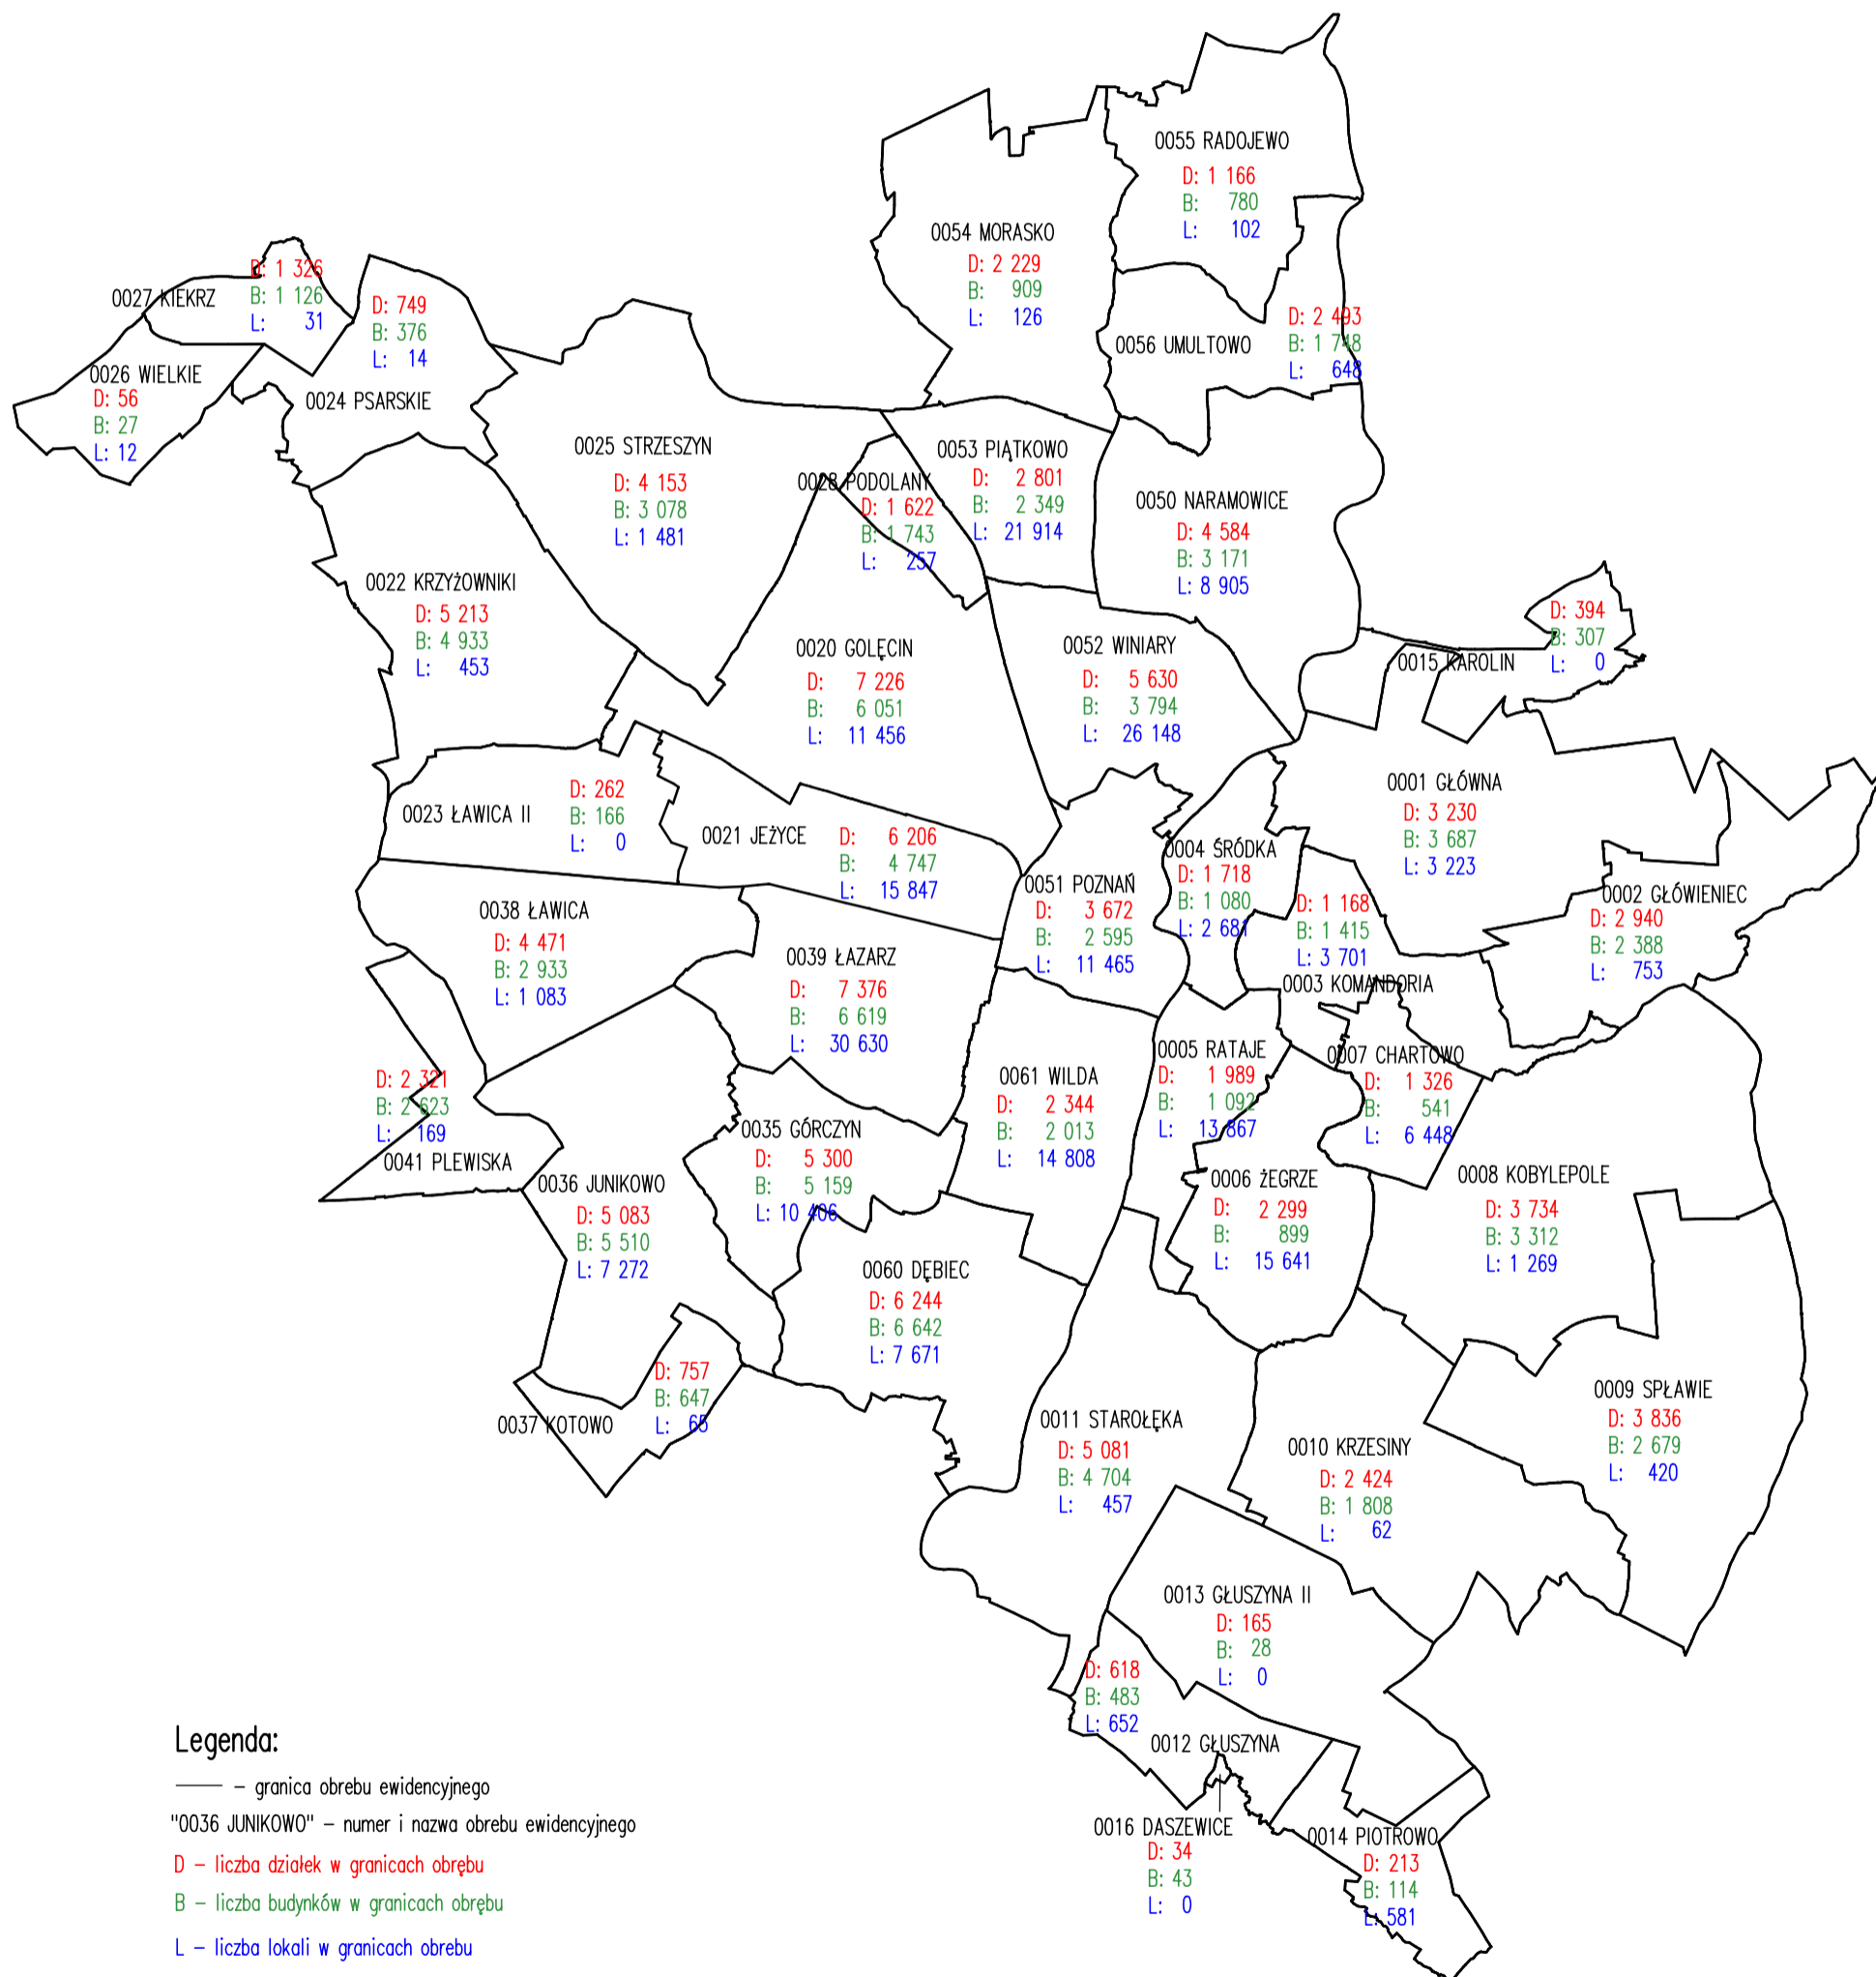 0055 RADOJEWO
D: 1 166
B: 780
L: 102
0054 MORASKO
D: 2 229
B: 909
L: 126
0027 KIEKRZ
D: 1 326
B: 1 126
L: 31
D: 749
B: 376
L: 14
0024 PSARSKIE
0026 WIELKIE
D: 56
B: 27
L: 12
0056 UMULTOWO
D: 2 493
B: 1 748
L: 648
0025 STRZESZYN
D: 4 153
B: 3 078
L: 1 481
0028 PODOLANY
D: 1 622
B: 1 743
L: 257
0053 PIĄTKOWO
D: 2 801
B: 2 349
L: 21 914
0050 NARAMOWICE
D: 4 584
B: 3 171
L: 8 905
0022 KRZYŻOWNIKI
D: 5 213
B: 4 933
L: 453
0020 GOLĘCIN
D: 7 226
B: 6 051
L: 11 456
0052 WINIARY
D: 5 630
B: 3 794
L: 26 148
0015 KAROLIN
D: 394
B: 307
L: 0
0023 ŁAWICA II
D: 262
B: 166
L: 0
0021 JEŻYCE
D: 6 206
B: 4 747
L: 15 847
0001 GŁÓWNA
D: 3 230
B: 3 687
L: 3 223
0004 ŚRÓDKA
D: 1 718
B: 1 080
L: 2 681
0051 POZNAŃ
D: 3 672
B: 2 595
L: 11 465
D: 1 168
B: 1 415
L: 3 701
0003 KOMANDORIA
0002 GŁÓWIENIEC
D: 2 940
B: 2 388
L: 753
0038 ŁAWICA
D: 4 471
B: 2 933
L: 1 083
0039 ŁAZARZ
D: 7 376
B: 6 619
L: 30 630
0005 RATAJE
D: 1 989
B: 1 092
L: 13 867
0007 CHARTOWO
D: 1 326
B: 541
L: 6 448
0061 WILDA
D: 2 344
B: 2 013
L: 14 808
D: 2 321
B: 2 623
L: 169
0041 PLEWISKA
0035 GÓRCZYN
D: 5 300
B: 5 159
L: 10 406
0036 JUNIKOWO
D: 5 083
B: 5 510
L: 7 272
0006 ŻEGRZE
D: 2 299
B: 899
L: 15 641
0008 KOBYLEPOLE
D: 3 734
B: 3 312
L: 1 269
0060 DĘBIEC
D: 6 244
B: 6 642
L: 7 671
D: 757
B: 647
L: 65
0037 KOTOWO
0011 STAROŁĘKA
D: 5 081
B: 4 704
L: 457
0010 KRZESINY
D: 2 424
B: 1 808
L: 62
0009 SPŁAWIE
D: 3 836
B: 2 679
L: 420
0013 GŁUSZYNA II
D: 165
B: 28
L: 0
D: 618
B: 483
L: 652
0012 GŁUSZYNA
0016 DASZEWICE
D: 34
B: 43
L: 0
0014 PIOTROWO
D: 213
B: 114
L: 581
Legenda:
– granica obrebu ewidencyjnego
"0036 JUNIKOWO" – numer i nazwa obrebu ewidencyjnego
D – liczba działek w granicach obrębu
B – liczba budynków w granicach obrębu
L – liczba lokali w granicach obrebu